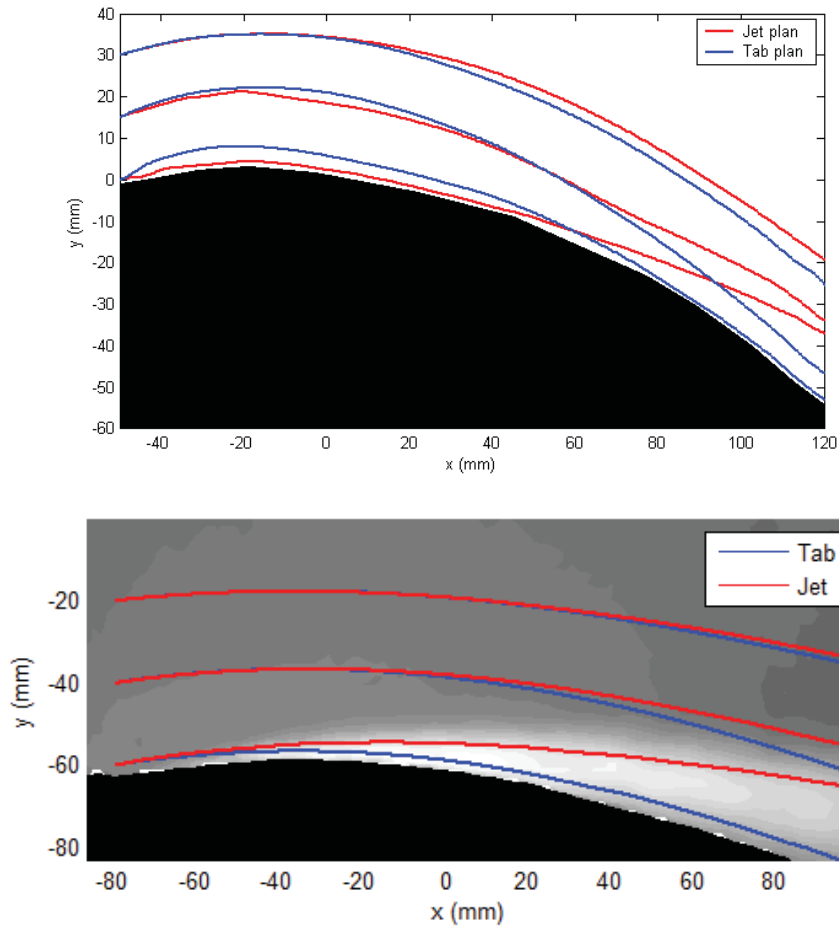 40
30
20
10
0
-10
-20
-30
-40
-50
-60
y (mm)
Jet plan
Tab plan
-40 -20 0 20 40 60 80 100 120
x (mm)
-20
-40
-60
-80
y (mm)
Tab
Jet
-80 -60 -40 -20 0 20 40 60 80
x (mm)